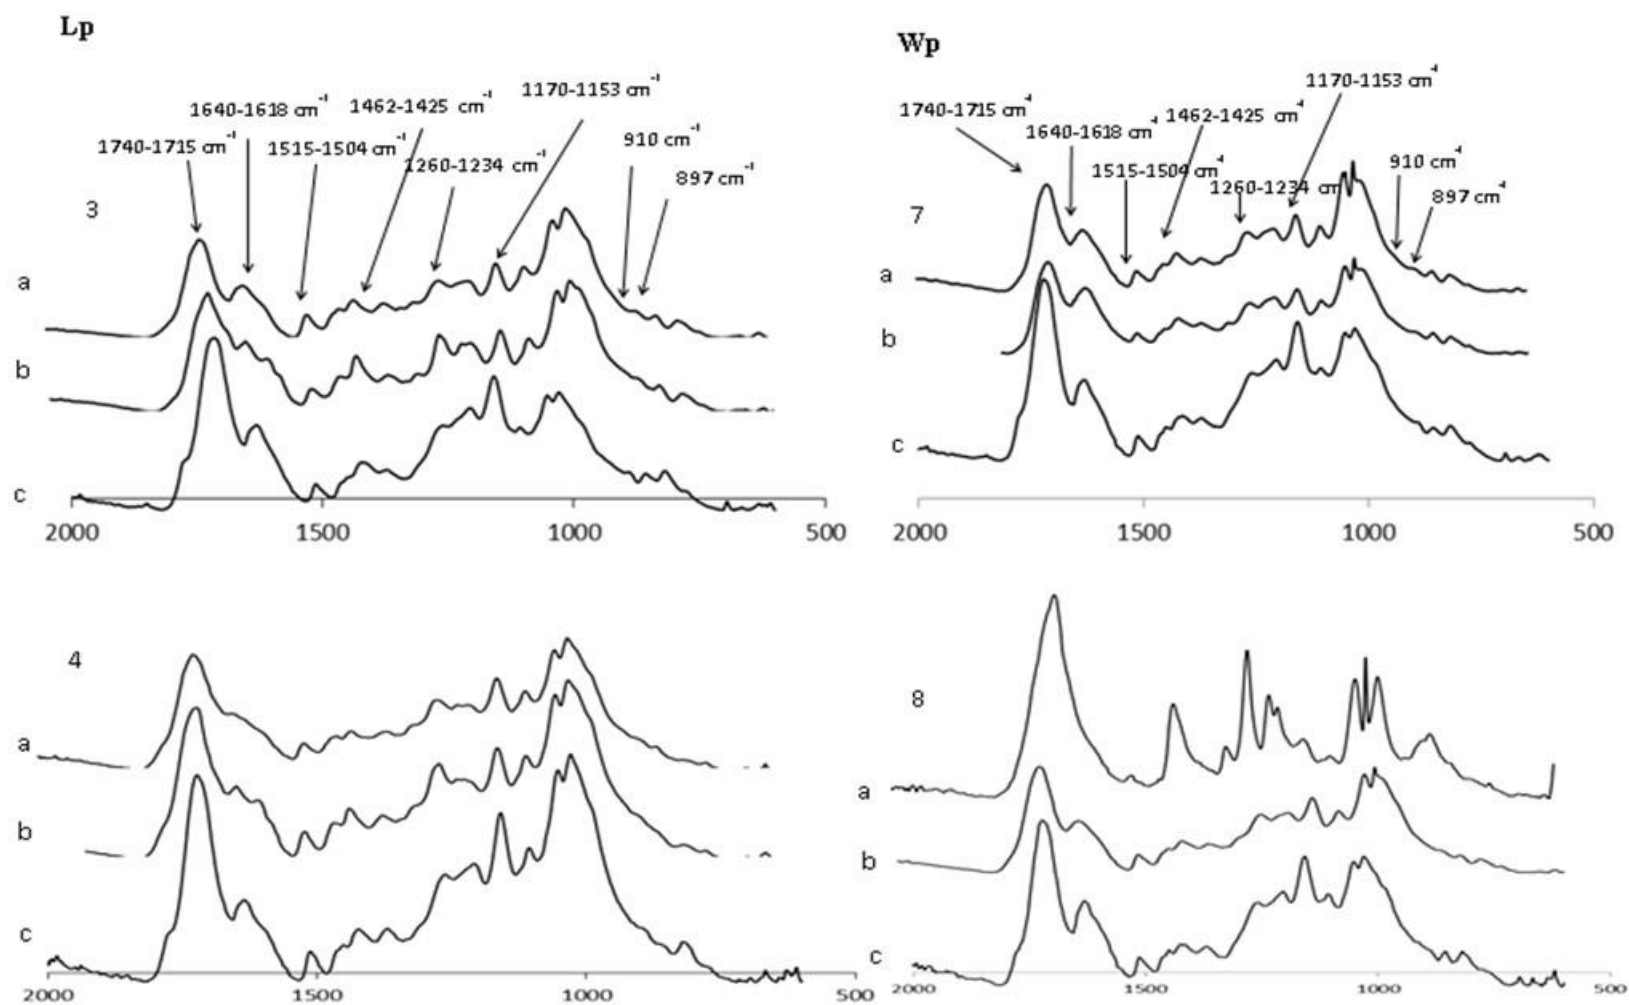 Lp
1740-1715 cm⁻¹
1640-1618 cm⁻¹
1515-1504 cm⁻¹
1462-1425 cm⁻¹
1260-1234 cm⁻¹
1170-1153 cm⁻¹
910 cm⁻¹
897 cm⁻¹
3
a
b
c
2000 1500 1000 500
Wp
1740-1715 cm⁻¹
1640-1618 cm⁻¹
1515-1504 cm⁻¹
1462-1425 cm⁻¹
1260-1234 cm
1170-1153 cm⁻¹
910 cm⁻¹
897 cm⁻¹
7
a
b
c
2000 1500 1000 500
4
a
b
c
2000 1500 1000 500
8
a
b
c
2000 1500 1000 500